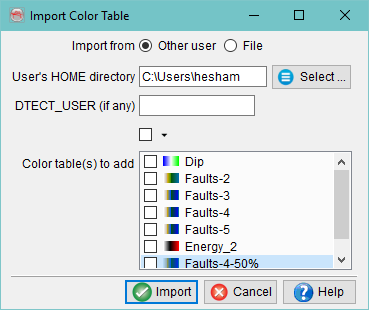 Import Color Table
Import from Other user File
User's HOME directory C:\Users\hesham Select ...
DTECT_USER (if any)
Color table(s) to add
Dip
Faults-2
Faults-3
Faults-4
Faults-5
Energy_2
Faults-4-50%
Import Cancel Help